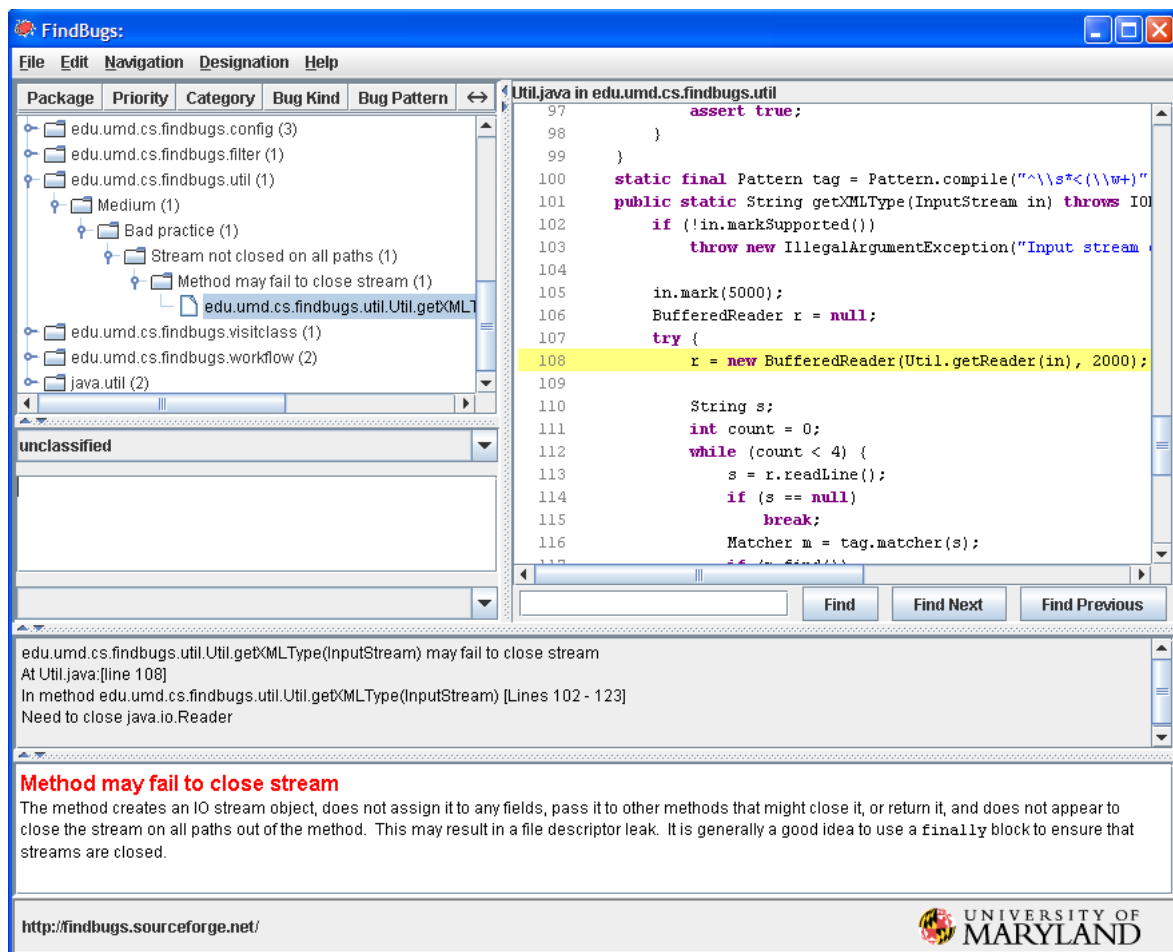 FindBugs:
File Edit Navigation Designation Help
Package Priority Category Bug Kind Bug Pattern
edu.umd.cs.findbugs.config (3)
edu.umd.cs.findbugs.filter (1)
edu.umd.cs.findbugs.util (1)
Medium (1)
Bad practice (1)
Stream not closed on all paths (1)
Method may fail to close stream (1)
edu.umd.cs.findbugs.util.Util.getXML
edu.umd.cs.findbugs.visitclass (1)
edu.umd.cs.findbugs.workflow (2)
java.util (2)
unclassified
Util.java in edu.umd.cs.findbugs.util
97 assert true;
98 }
99 }
100 static final Pattern tag = Pattern.compile("^\\s*<(\\w+)"
101 public static String getXMLType(InputStream in) throws IO
102 if (!in.markSupported())
103 throw new IllegalArgumentException("Input stream
104
105 in.mark(5000);
106 BufferedReader r = null;
107 try {
108 r = new BufferedReader(Util.getReader(in), 2000);
109
110 String s;
111 int count = 0;
112 while (count < 4) {
113 s = r.readLine();
114 if (s == null)
115 break;
116 Matcher m = tag.matcher(s);
Find Find Next Find Previous
edu.umd.cs.findbugs.util.Util.getXMLType(InputStream) may fail to close stream
At Util.java:[line 108]
In method edu.umd.cs.findbugs.util.Util.getXMLType(InputStream) [Lines 102 - 123]
Need to close java.io.Reader
Method may fail to close stream
The method creates an IO stream object, does not assign it to any fields, pass it to other methods that might close it, or return it, and does not appear to
close the stream on all paths out of the method. This may result in a file descriptor leak. It is generally a good idea to use a finally block to ensure that
streams are closed.
http://findbugs.sourceforge.net/
UNIVERSITY OF
MARYLAND